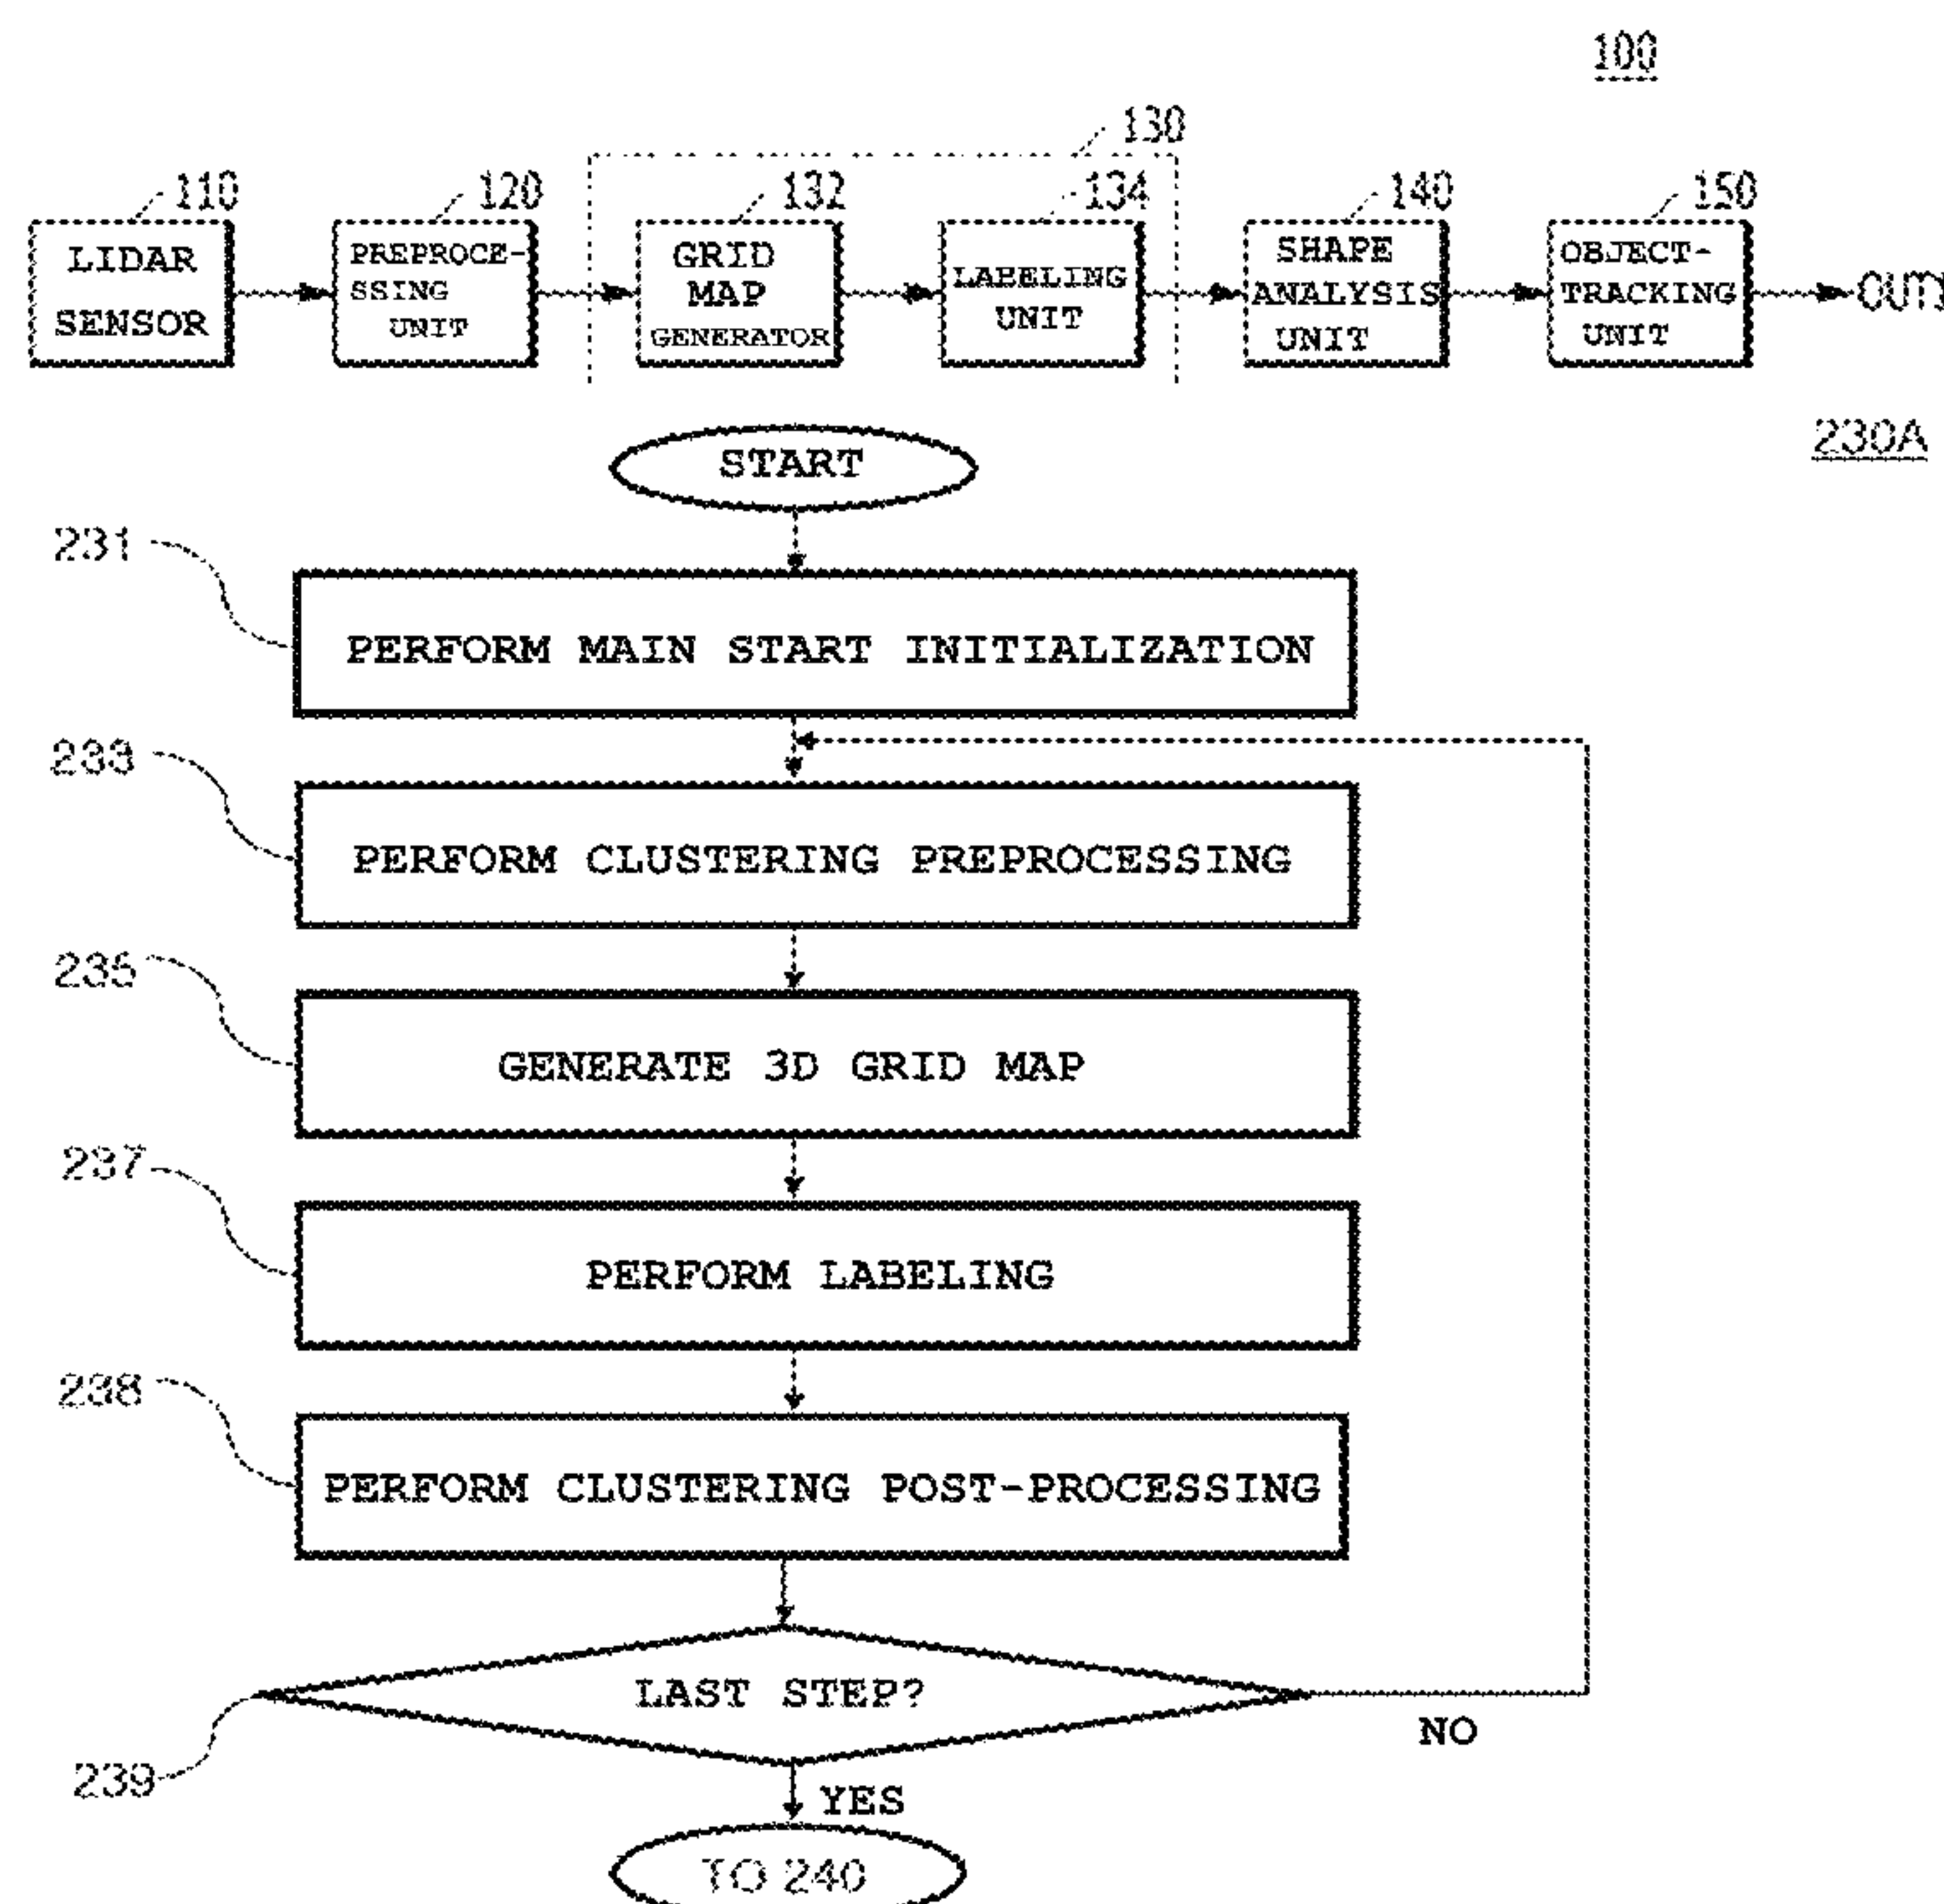 100
130
110
120
132
134
140
150
LIDAR
SENSOR
PREPROCE-
SSING
UNIT
GRID
MAP
GENERATOR
LABELING
UNIT
SHAPE
ANALYSIS
UNIT
OBJECT-
TRACKING
UNIT
230A
START
231
PERFORM MAIN START INITIALIZATION
233
PERFORM CLUSTERING PREPROCESSING
235
GENERATE 3D GRID MAP
237
PERFORM LABELING
238
PERFORM CLUSTERING POST-PROCESSING
LAST STEP?
NO
239
YES
TO 240